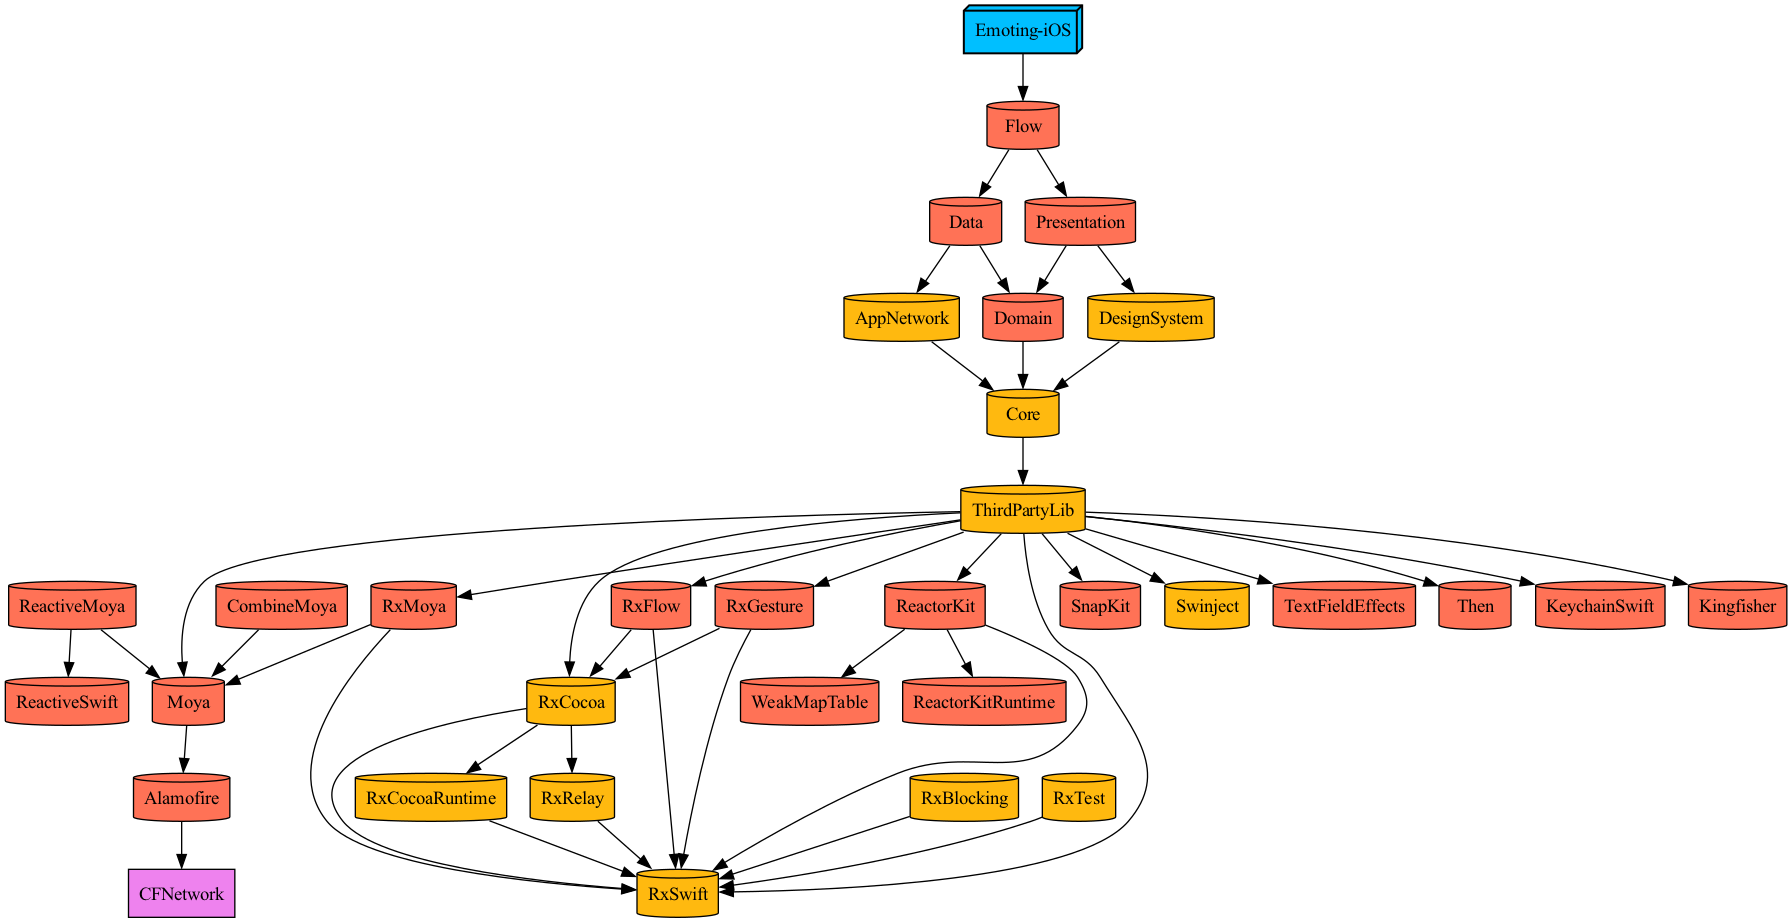 Emoting-iOS
Flow
Data
Presentation
AppNetwork
Domain
DesignSystem
Core
ThirdPartyLib
ReactiveMoya
CombineMoya
RxMoya
RxFlow
RxGesture
ReactorKit
SnapKit
Swinject
TextFieldEffects
Then
KeychainSwift
Kingfisher
ReactiveSwift
Moya
RxCocoa
WeakMapTable
ReactorKitRuntime
Alamofire
RxCocoaRuntime
RxRelay
RxBlocking
RxTest
CFNetwork
RxSwift